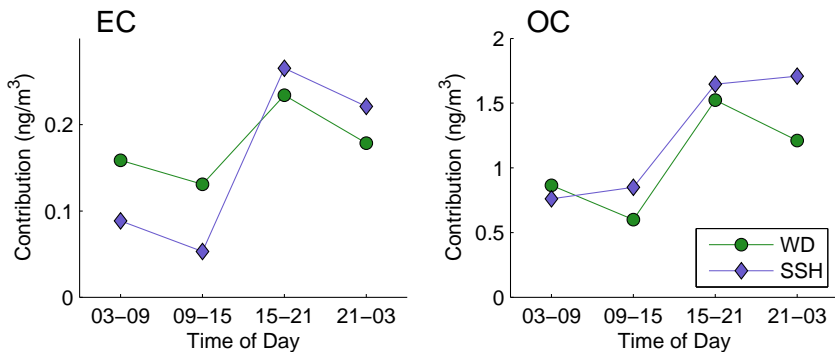 EC
Contribution (ng/m³)
0.2
0.1
0
03−09 09−15 15−21 21−03
Time of Day
OC
Contribution (ng/m³)
2
1.5
1
0.5
0
03−09 09−15 15−21 21−03
Time of Day
WD
SSH